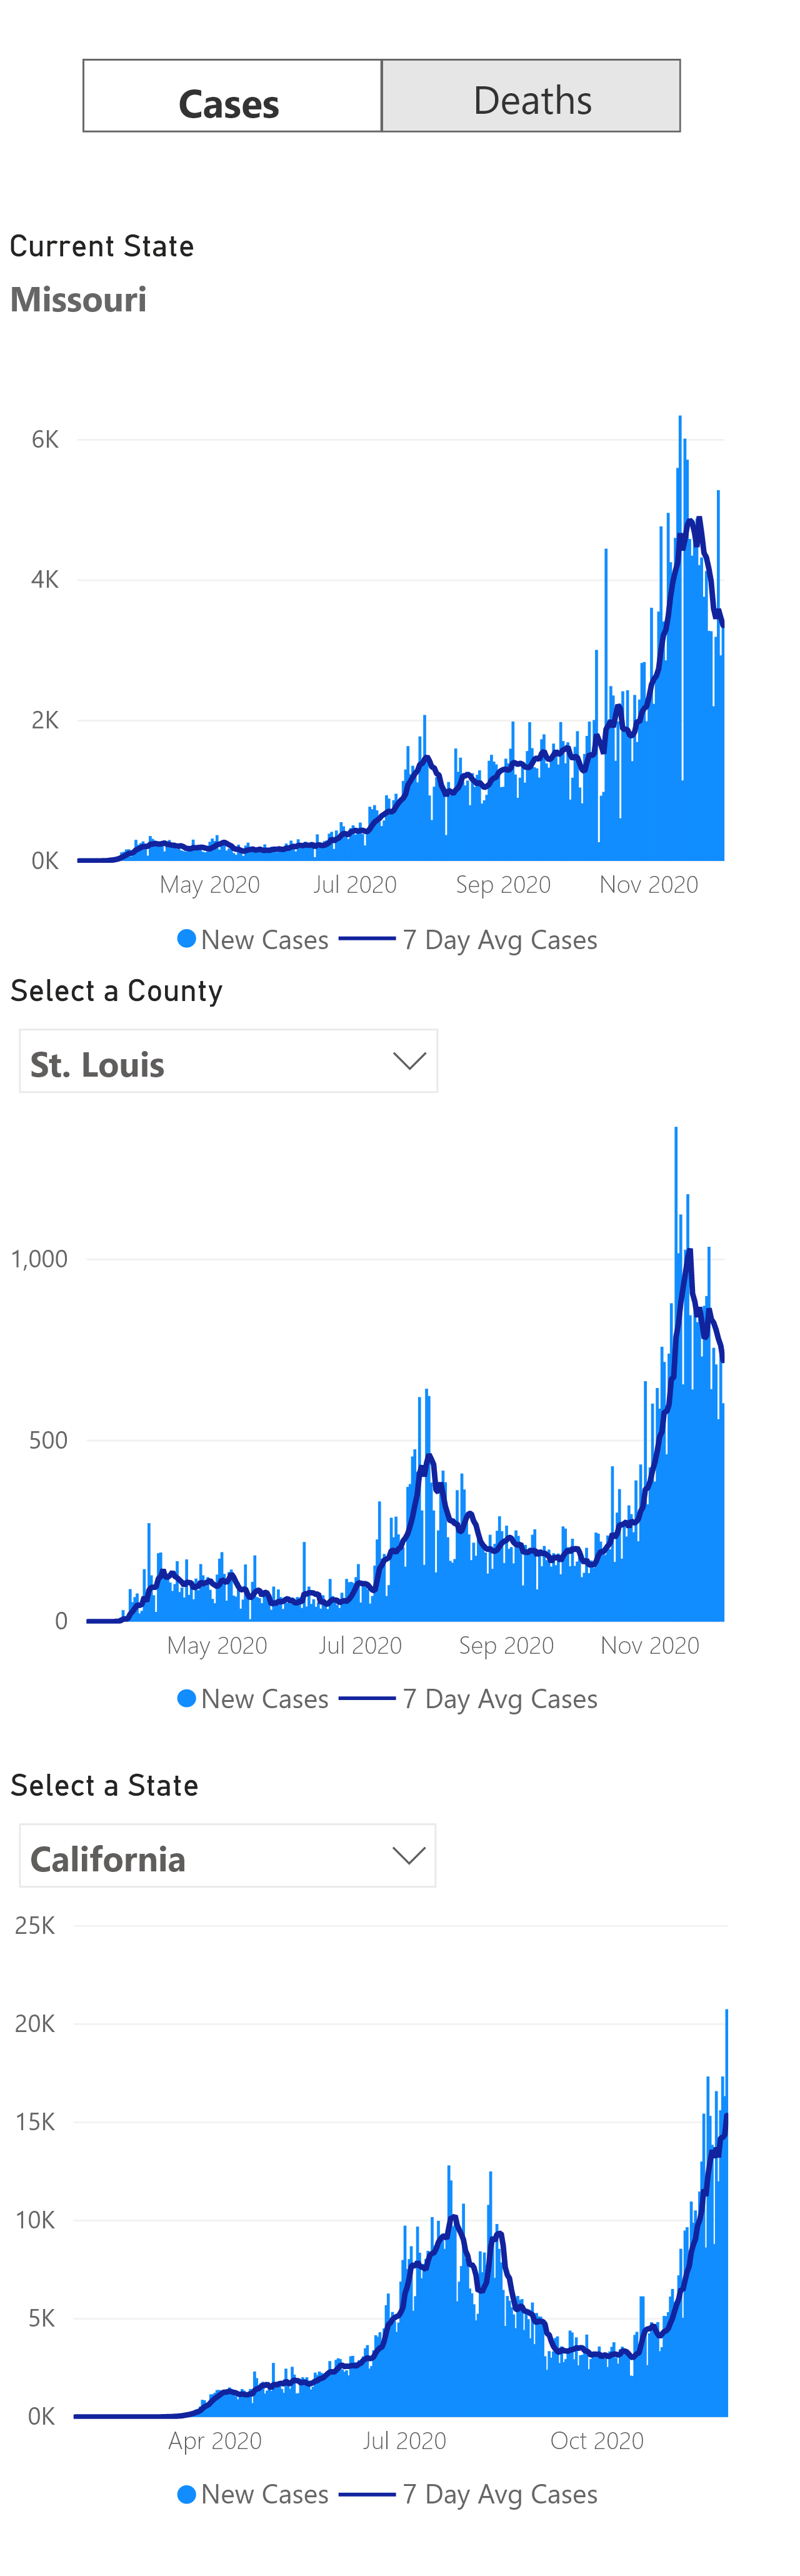 Cases Deaths
Current State
Missouri
6K
4K
2K
0K
May 2020 Jul 2020 Sep 2020 Nov 2020
New Cases 7 Day Avg Cases
Select a County
St. Louis
1,000
500
0
May 2020 Jul 2020 Sep 2020 Nov 2020
New Cases 7 Day Avg Cases
Select a State
California
25K
20K
15K
10K
5K
0K
Apr 2020 Jul 2020 Oct 2020
New Cases 7 Day Avg Cases